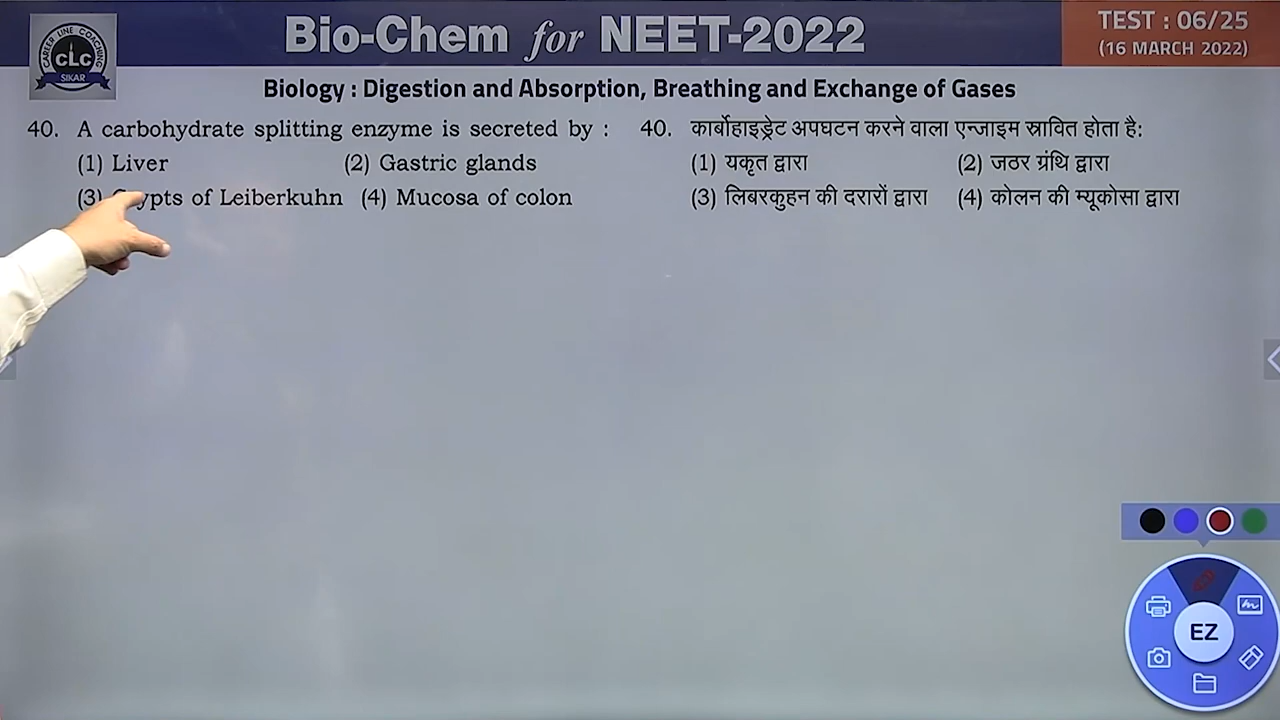 CAREER LINE COACHING
CLC
SIKAR
Bio-Chem for NEET-2022
TEST : 06/25
(16 MARCH 2022)
Biology : Digestion and Absorption, Breathing and Exchange of Gases
40. A carbohydrate splitting enzyme is secreted by :
(1) Liver (2) Gastric glands
(3) Crypts of Leiberkuhn (4) Mucosa of colon
40. कार्बोहाइड्रेट अपघटन करने वाला एन्जाइम स्रावित होता है:
(1) यकृत द्वारा (2) जठर ग्रंथि द्वारा
(3) लिबरकुहन की दरारों द्वारा (4) कोलन की म्यूकोसा द्वारा
EZ